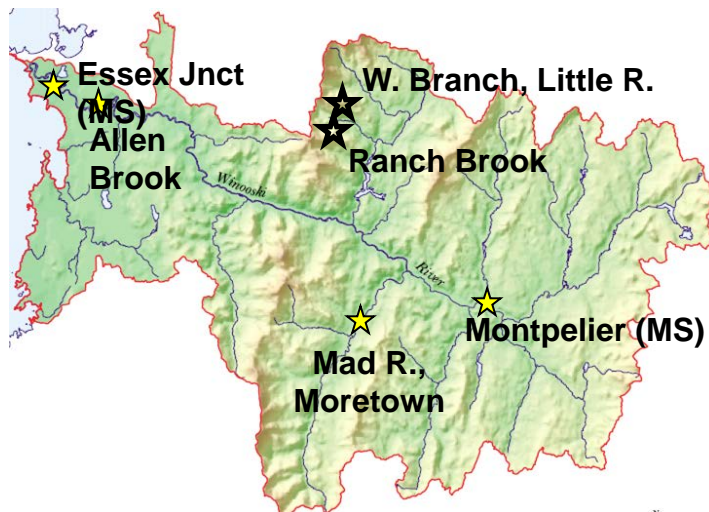 Essex Jnct
(MS)
Allen
Brook
W. Branch, Little R.
Ranch Brook
Winooski
River
Montpelier (MS)
Mad R.,
Moretown